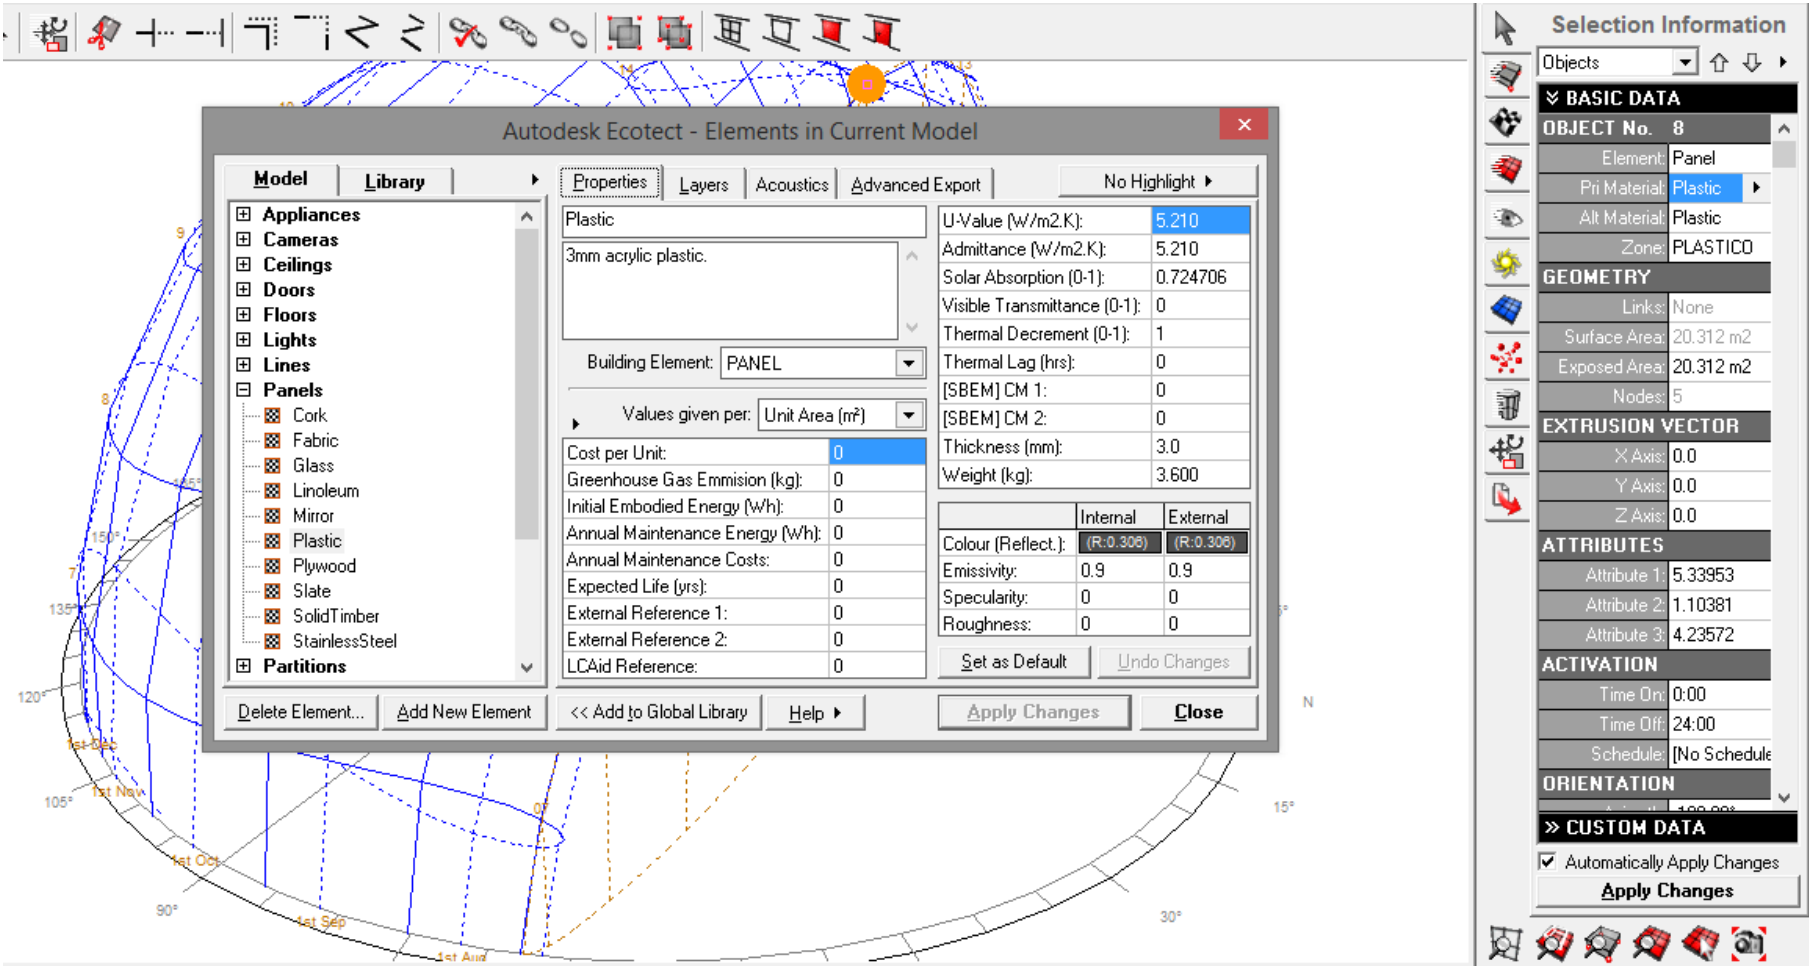 Selection Information
Objects
BASIC DATA
OBJECT No. 8
Element: Panel
Pri Material: Plastic
Alt Material: Plastic
Zone: PLASTICO
GEOMETRY
Links: None
Surface Area: 20.312 m2
Exposed Area: 20.312 m2
Nodes: 5
EXTRUSION VECTOR
X Axis: 0.0
Y Axis: 0.0
Z Axis: 0.0
ATTRIBUTES
Attribute 1: 5.33953
Attribute 2: 1.10381
Attribute 3: 4.23572
ACTIVATION
Time On: 0:00
Time Off: 24:00
Schedule: [No Schedule
ORIENTATION
CUSTOM DATA
Automatically Apply Changes
Apply Changes
Autodesk Ecotect - Elements in Current Model
Model Library
Appliances
Cameras
Ceilings
Doors
Floors
Lights
Lines
Panels
Cork
Fabric
Glass
Linoleum
Mirror
Plastic
Plywood
Slate
SolidTimber
StainlessSteel
Partitions
Delete Element... Add New Element
Properties Layers Acoustics Advanced Export No Highlight
Plastic
3mm acrylic plastic.
Building Element: PANEL
Values given per: Unit Area (m²)
Cost per Unit: 0
Greenhouse Gas Emmision (kg): 0
Initial Embodied Energy (Wh): 0
Annual Maintenance Energy (Wh): 0
Annual Maintenance Costs: 0
Expected Life (yrs): 0
External Reference 1: 0
External Reference 2: 0
LCAid Reference: 0
U-Value (W/m2.K): 5.210
Admittance (W/m2.K): 5.210
Solar Absorption (0-1): 0.724706
Visible Transmittance (0-1): 0
Thermal Decrement (0-1): 1
Thermal Lag (hrs): 0
[SBEM] CM 1: 0
[SBEM] CM 2: 0
Thickness (mm): 3.0
Weight (kg): 3.600
Internal External
Colour (Reflect.): (R:0.306) (R:0.306)
Emissivity: 0.9 0.9
Specularity: 0 0
Roughness: 0 0
Set as Default Undo Changes
<< Add to Global Library Help Apply Changes Close
14
13
9
8
7
150°
135°
120°
105°
90°
1st Dec
1st Nov
1st Oct
1st Sep
1st Aug
07
N
15°
30°